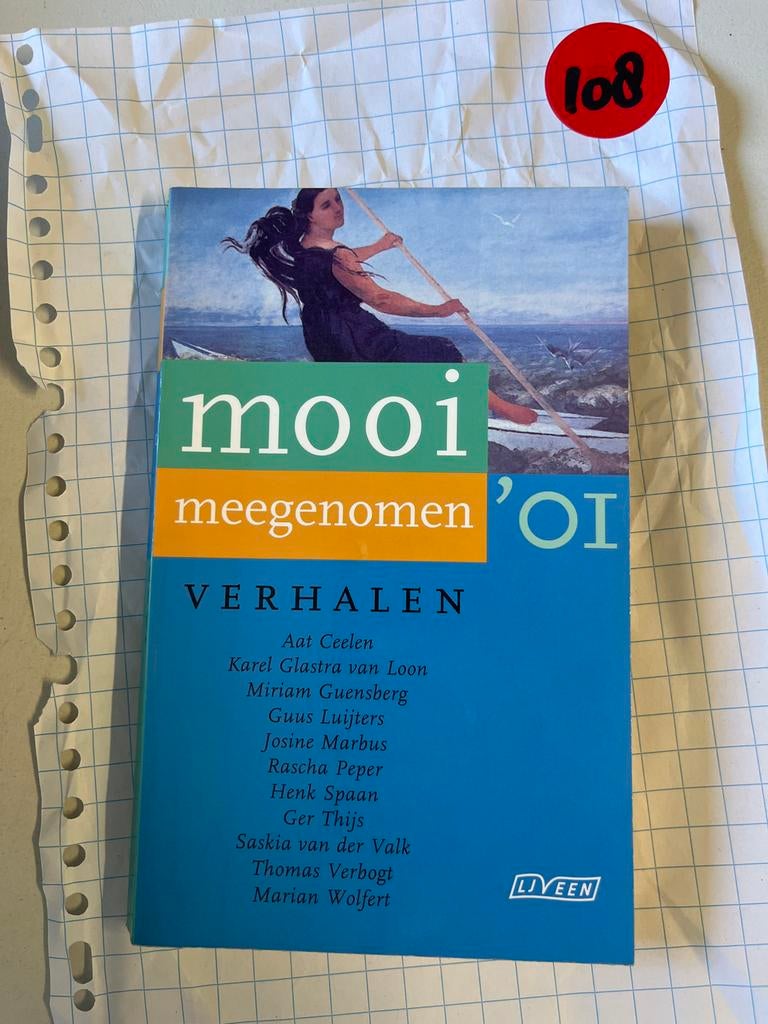 108
mooi
meegenomen
'01
VERHALEN
Aat Ceelen
Karel Glastra van Loon
Miriam Guensberg
Guus Luijters
Josine Marbus
Rascha Peper
Henk Spaan
Ger Thijs
Saskia van der Valk
Thomas Verbogt
Marian Wolfert
LJVEEN